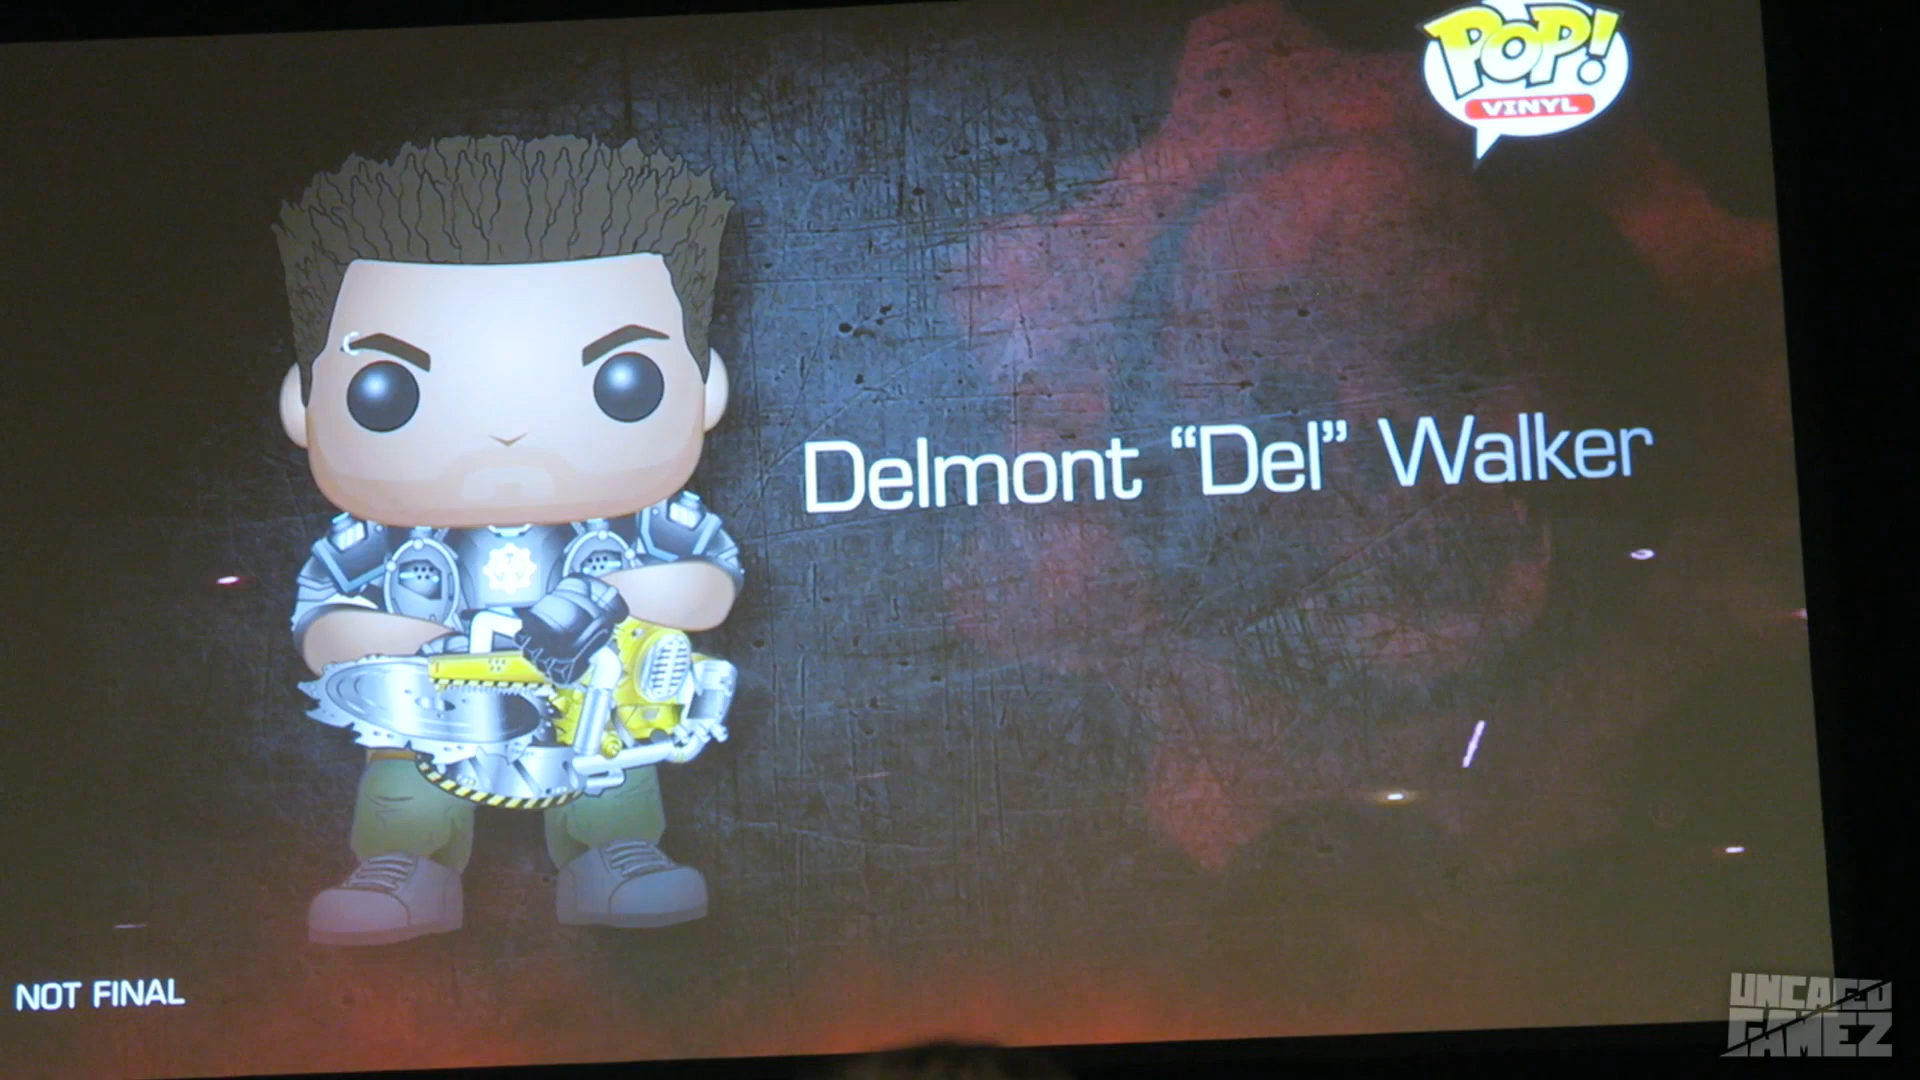 POP!
VINYL
Delmont “Del” Walker
NOT FINAL
UNCAGED
GAMEZ